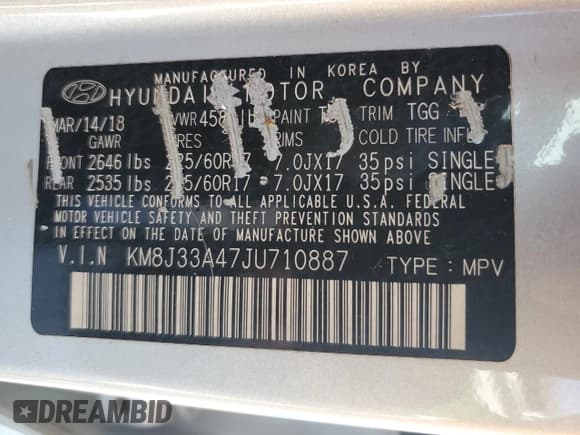 MANUFACTURED IN KOREA BY
HYUNDAI MOTOR COMPANY
MAR/14/18 PAINT TRIM TGG
GAWR COLD TIRE INFL
FRONT 2646 lbs 7.0JX17 35psi SINGLE
REAR 2535 lbs 7.0JX17 35psi SINGLE
THIS VEHICLE CONFORMS TO ALL APPLICABLE U.S.A. FEDERAL
MOTOR VEHICLE SAFETY AND THEFT PREVENTION STANDARDS
IN EFFECT ON THE DATE OF MANUFACTURE SHOWN ABOVE.
V.I.N KM8J33A47JU710887 TYPE : MPV
DREAMBID